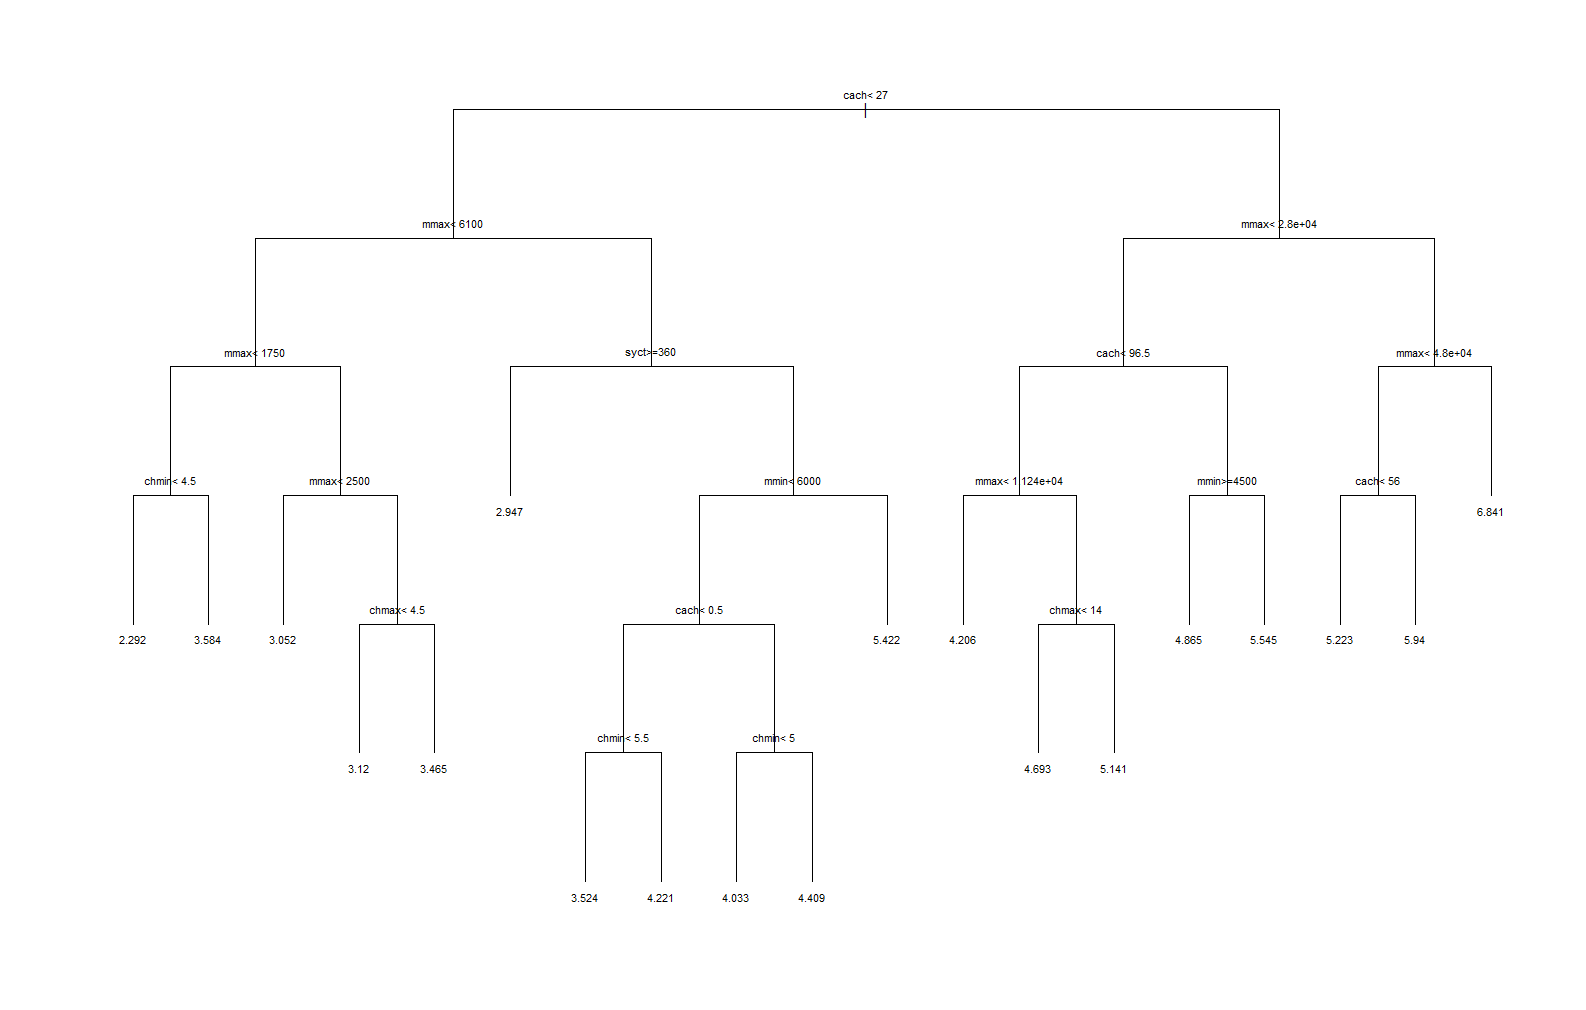 cach< 27
mmax< 6100
mmax< 2.8e+04
mmax< 1750
syct>=360
cach< 96.5
mmax< 4.8e+04
chmin< 4.5
mmax< 2500
mmin< 6000
mmax< 1.124e+04
mmin>=4500
cach< 56
2.947
6.841
chmax< 4.5
cach< 0.5
chmax< 14
2.292
3.584
3.052
5.422
4.206
4.865
5.545
5.223
5.94
chmin< 5.5
chmin< 5
3.12
3.465
4.693
5.141
3.524
4.221
4.033
4.409